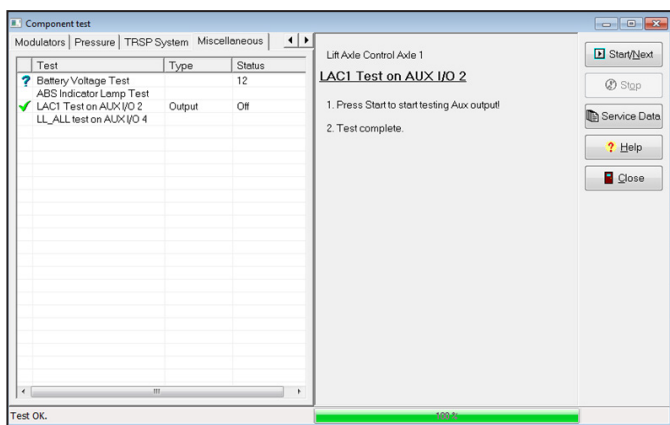 Component test
Modulators Pressure TRSP System Miscellaneous
Test Type Status
? Battery Voltage Test 12
ABS Indicator Lamp Test
LAC1 Test on AUX I/O 2 Output Off
LL_ALL test on AUX I/O 4
Test OK.
Lift Axle Control Axle 1
LAC1 Test on AUX I/O 2
1. Press Start to start testing Aux output!
2. Test complete.
100 %
Start/Next
Stop
Service Data
? Help
Close